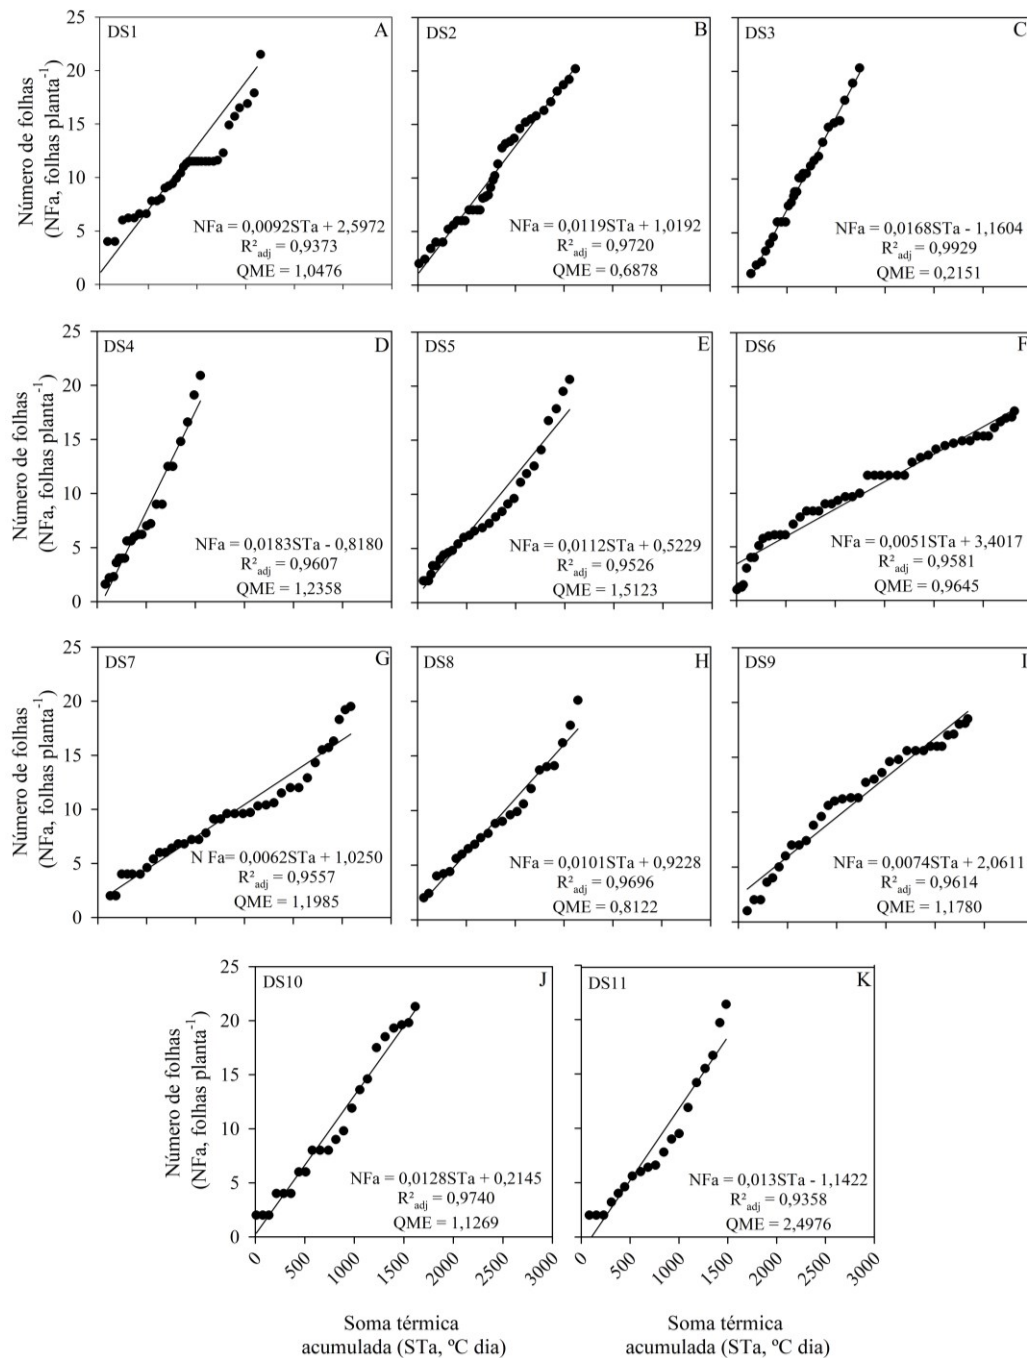 DS1
A
25
20
15
10
5
0
Número de folhas
(NFa, folhas planta⁻¹)
NFa = 0,0092STa + 2,5972
R²adj = 0,9373
QME = 1,0476
DS2
B
NFa = 0,0119STa + 1,0192
R²adj = 0,9720
QME = 0,6878
DS3
C
NFa = 0,0168STa - 1,1604
R²adj = 0,9929
QME = 0,2151
DS4
D
25
20
15
10
5
0
Número de folhas
(NFa, folhas planta⁻¹)
NFa = 0,0183STa - 0,8180
R²adj = 0,9607
QME = 1,2358
DS5
E
NFa = 0,0112STa + 0,5229
R²adj = 0,9526
QME = 1,5123
DS6
F
NFa = 0,0051STa + 3,4017
R²adj = 0,9581
QME = 0,9645
DS7
G
25
20
15
10
5
0
Número de folhas
(NFa, folhas planta⁻¹)
N Fa= 0,0062STa + 1,0250
R²adj = 0,9557
QME = 1,1985
DS8
H
NFa = 0,0101STa + 0,9228
R²adj = 0,9696
QME = 0,8122
DS9
I
NFa = 0,0074STa + 2,0611
R²adj = 0,9614
QME = 1,1780
DS10
J
25
20
15
10
5
0
Número de folhas
(NFa, folhas planta⁻¹)
NFa = 0,0128STa + 0,2145
R²adj = 0,9740
QME = 1,1269
0
500
1000
1500
2000
2500
3000
Soma térmica
acumulada (STa, ºC dia)
DS11
K
NFa = 0,013STa - 1,1422
R²adj = 0,9358
QME = 2,4976
0
500
1000
1500
2000
2500
3000
Soma térmica
acumulada (STa, ºC dia)